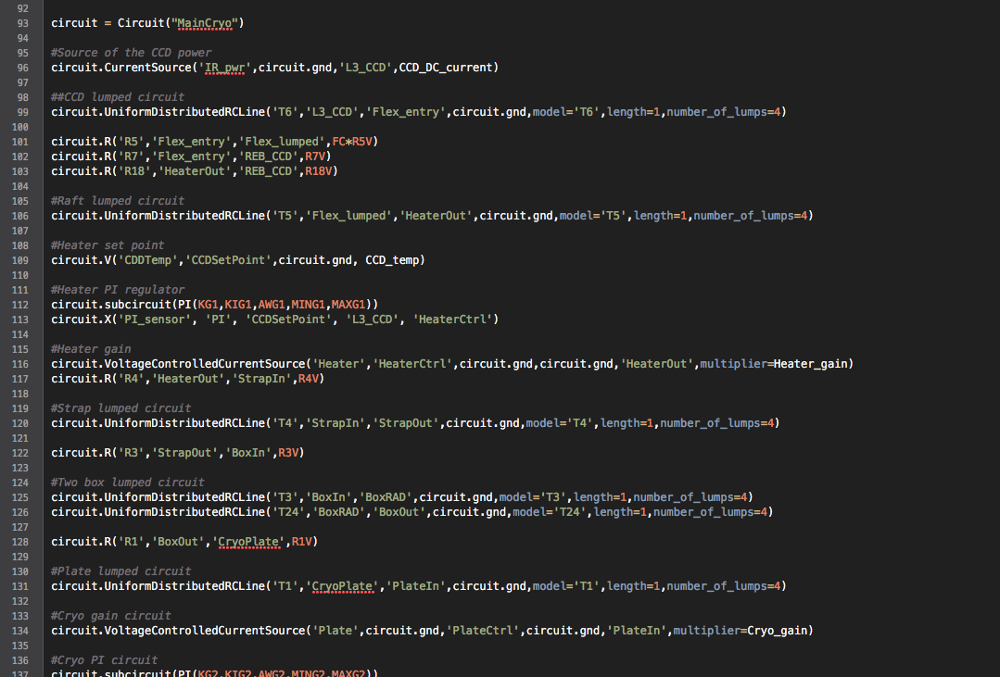 92
93 circuit = Circuit("MainCryo")
94
95 #Source of the CCD power
96 circuit.CurrentSource('IR_pwr',circuit.gnd,'L3_CCD',CCD_DC_current)
97
98 ##CCD lumped circuit
99 circuit.UniformDistributedRCLine('T6','L3_CCD','Flex_entry',circuit.gnd,model='T6',length=1,number_of_lumps=4)
100
101 circuit.R('R5','Flex_entry','Flex_lumped',FC*R5V)
102 circuit.R('R7','Flex_entry','REB_CCD',R7V)
103 circuit.R('R18','HeaterOut','REB_CCD',R18V)
104
105 #Raft lumped circuit
106 circuit.UniformDistributedRCLine('T5','Flex_lumped','HeaterOut',circuit.gnd,model='T5',length=1,number_of_lumps=4)
107
108 #Heater set point
109 circuit.V('CDDTemp','CCDSetPoint',circuit.gnd, CCD_temp)
110
111 #Heater PI regulator
112 circuit.subcircuit(PI(KG1,KIG1,AWG1,MING1,MAXG1))
113 circuit.X('PI_sensor', 'PI', 'CCDSetPoint', 'L3_CCD', 'HeaterCtrl')
114
115 #Heater gain
116 circuit.VoltageControlledCurrentSource('Heater','HeaterCtrl',circuit.gnd,circuit.gnd,'HeaterOut',multiplier=Heater_gain)
117 circuit.R('R4','HeaterOut','StrapIn',R4V)
118
119 #Strap lumped circuit
120 circuit.UniformDistributedRCLine('T4','StrapIn','StrapOut',circuit.gnd,model='T4',length=1,number_of_lumps=4)
121
122 circuit.R('R3','StrapOut','BoxIn',R3V)
123
124 #Two box lumped circuit
125 circuit.UniformDistributedRCLine('T3','BoxIn','BoxRAD',circuit.gnd,model='T3',length=1,number_of_lumps=4)
126 circuit.UniformDistributedRCLine('T24','BoxRAD','BoxOut',circuit.gnd,model='T24',length=1,number_of_lumps=4)
127
128 circuit.R('R1','BoxOut','CryoPlate',R1V)
129
130 #Plate lumped circuit
131 circuit.UniformDistributedRCLine('T1','CryoPlate','PlateIn',circuit.gnd,model='T1',length=1,number_of_lumps=4)
132
133 #Cryo gain circuit
134 circuit.VoltageControlledCurrentSource('Plate',circuit.gnd,'PlateCtrl',circuit.gnd,'PlateIn',multiplier=Cryo_gain)
135
136 #Cryo PI circuit
137 circuit.subcircuit(PI(KG2,KIG2,AWG2,MING2,MAXG2))